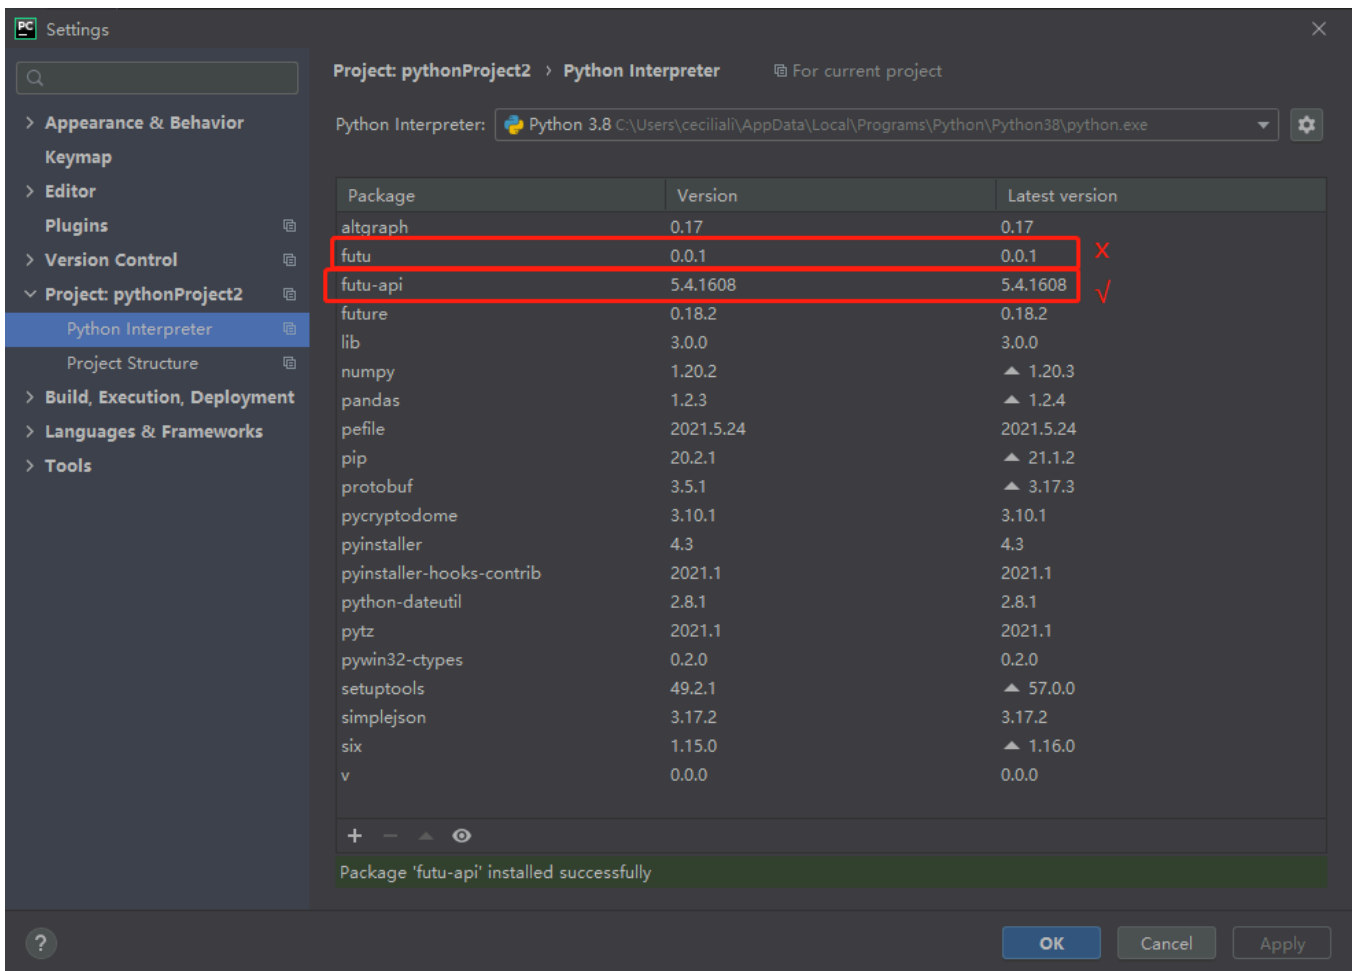 PC Settings
Project: pythonProject2 > Python Interpreter For current project
Appearance & Behavior
Keymap
Editor
Plugins
Version Control
Project: pythonProject2
Python Interpreter
Project Structure
Build, Execution, Deployment
Languages & Frameworks
Tools
Python Interpreter: Python 3.8 C:\Users\ceciliali\AppData\Local\Programs\Python\Python38\python.exe
Package Version Latest version
altgraph 0.17 0.17
futu 0.0.1 0.0.1 X
futu-api 5.4.1608 5.4.1608 √
future 0.18.2 0.18.2
lib 3.0.0 3.0.0
numpy 1.20.2 ▲ 1.20.3
pandas 1.2.3 ▲ 1.2.4
pefile 2021.5.24 2021.5.24
pip 20.2.1 ▲ 21.1.2
protobuf 3.5.1 ▲ 3.17.3
pycryptodome 3.10.1 3.10.1
pyinstaller 4.3 4.3
pyinstaller-hooks-contrib 2021.1 2021.1
python-dateutil 2.8.1 2.8.1
pytz 2021.1 2021.1
pywin32-ctypes 0.2.0 0.2.0
setuptools 49.2.1 ▲ 57.0.0
simplejson 3.17.2 3.17.2
six 1.15.0 ▲ 1.16.0
v 0.0.0 0.0.0
Package 'futu-api' installed successfully
? OK Cancel Apply